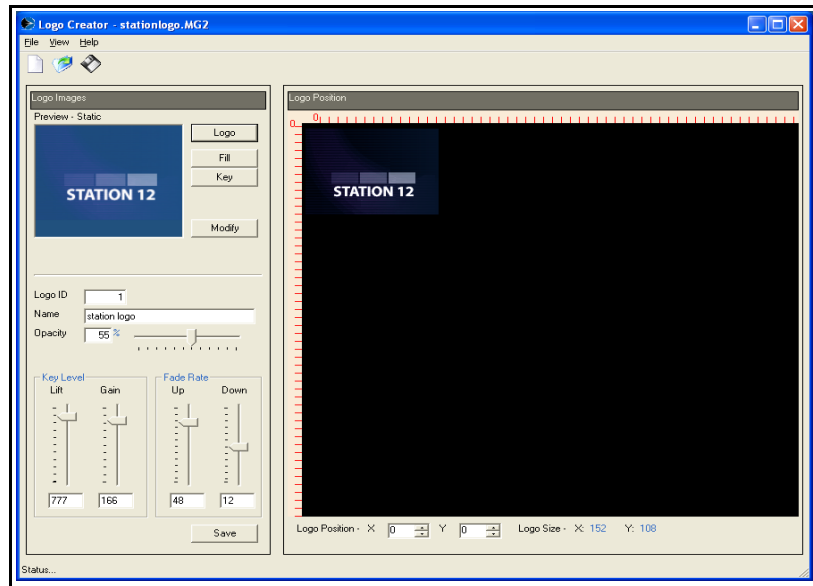 Logo Creator - stationlogo.MG2
File View Help
Logo Images
Preview - Static
STATION 12
Logo
Fill
Key
Modify
Logo ID 1
Name station logo
Opacity 55 %
Key Level
Lift Gain
777 166
Fade Rate
Up Down
48 12
Save
Logo Position
0
0
STATION 12
Logo Position - X 0 Y 0 Logo Size - X: 152 Y: 108
Status...